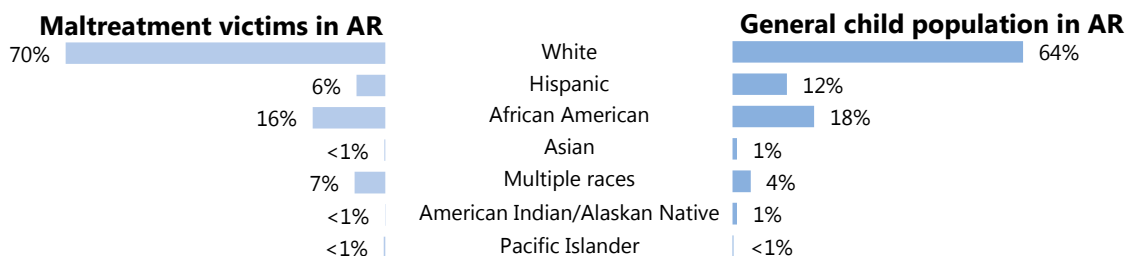 Maltreatment victims in AR General child population in AR
70% White 64%
6% Hispanic 12%
16% African American 18%
<1% Asian 1%
7% Multiple races 4%
<1% American Indian/Alaskan Native 1%
<1% Pacific Islander <1%